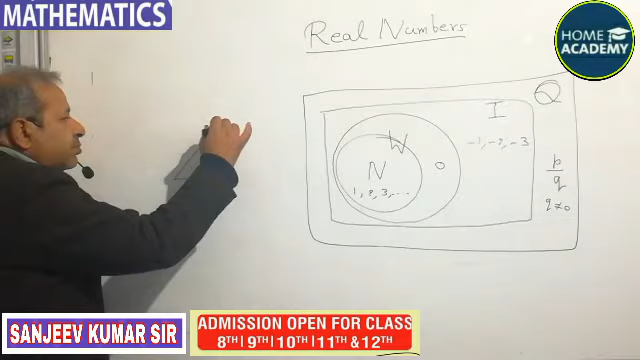 MATHEMATICS
Real Numbers
HOME
ACADEMY
Q
I
W
-1, -2, -3
N
0
p/q
1, 2, 3, ...
q≠0
SANJEEV KUMAR SIR
ADMISSION OPEN FOR CLASS
8TH | 9TH | 10TH | 11TH & 12TH